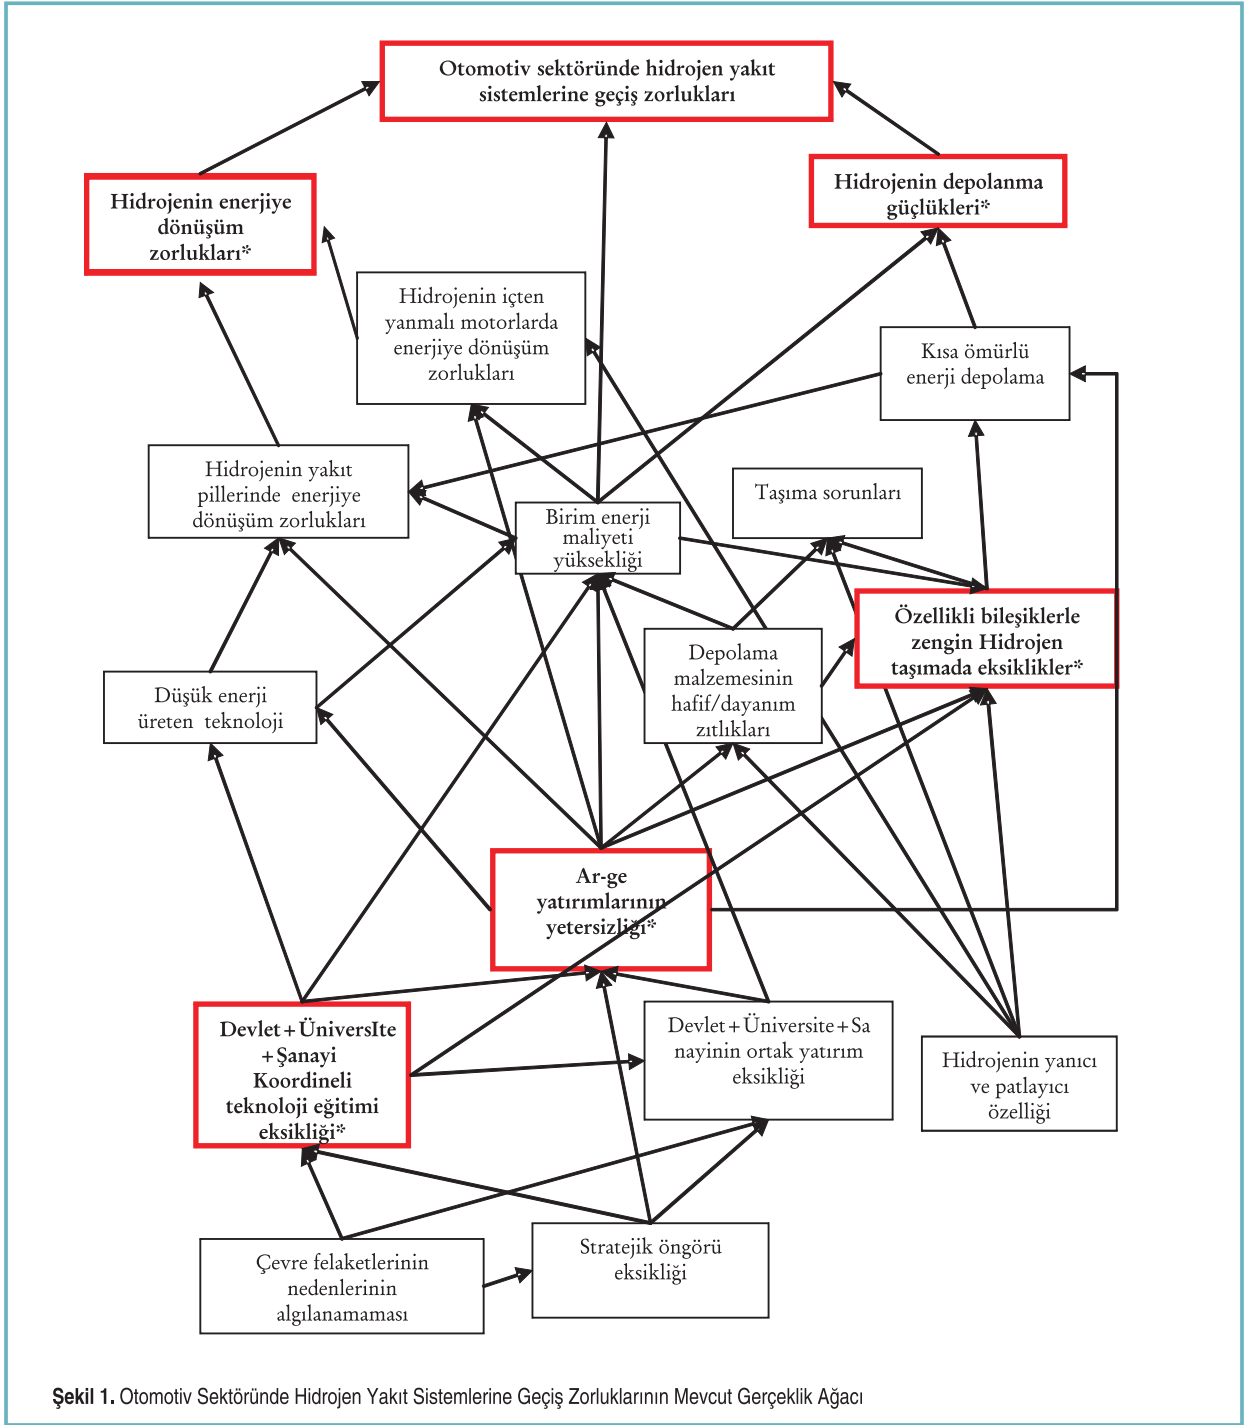 Otomotiv sektöründe hidrojen yakıt
sistemlerine geçiş zorlukları
Hidrojenin depolanma
güçlükleri*
Hidrojenin enerjiye
dönüşüm
zorlukları*
Hidrojenin içten
yanmalı motorlarda
enerjiye dönüşüm
zorlukları
Kısa ömürlü
enerji depolama
Hidrojenin yakıt
pillerinde enerjiye
dönüşüm zorlukları
Taşıma sorunları
Birim enerji
maliyeti
yüksekliği
Özellikli bileşiklerle
zengin Hidrojen
taşımada eksiklikler*
Depolama
malzemesinin
hafif/dayanım
zıtlıkları
Düşük enerji
üreten teknoloji
Ar-ge
yatırımlarının
yetersizliği*
Devlet+ÜniversIte
+Şanayi
Koordineli
teknoloji eğitimi
eksikliği*
Devlet+Üniversite+Sa
nayinin ortak yatırım
eksikliği
Hidrojenin yanıcı
ve patlayıcı
özelliği
Stratejik öngörü
eksikliği
Çevre felaketlerinin
nedenlerinin
algılanamaması
Şekil 1. Otomotiv Sektöründe Hidrojen Yakıt Sistemlerine Geçiş Zorluklarının Mevcut Gerçeklik Ağacı